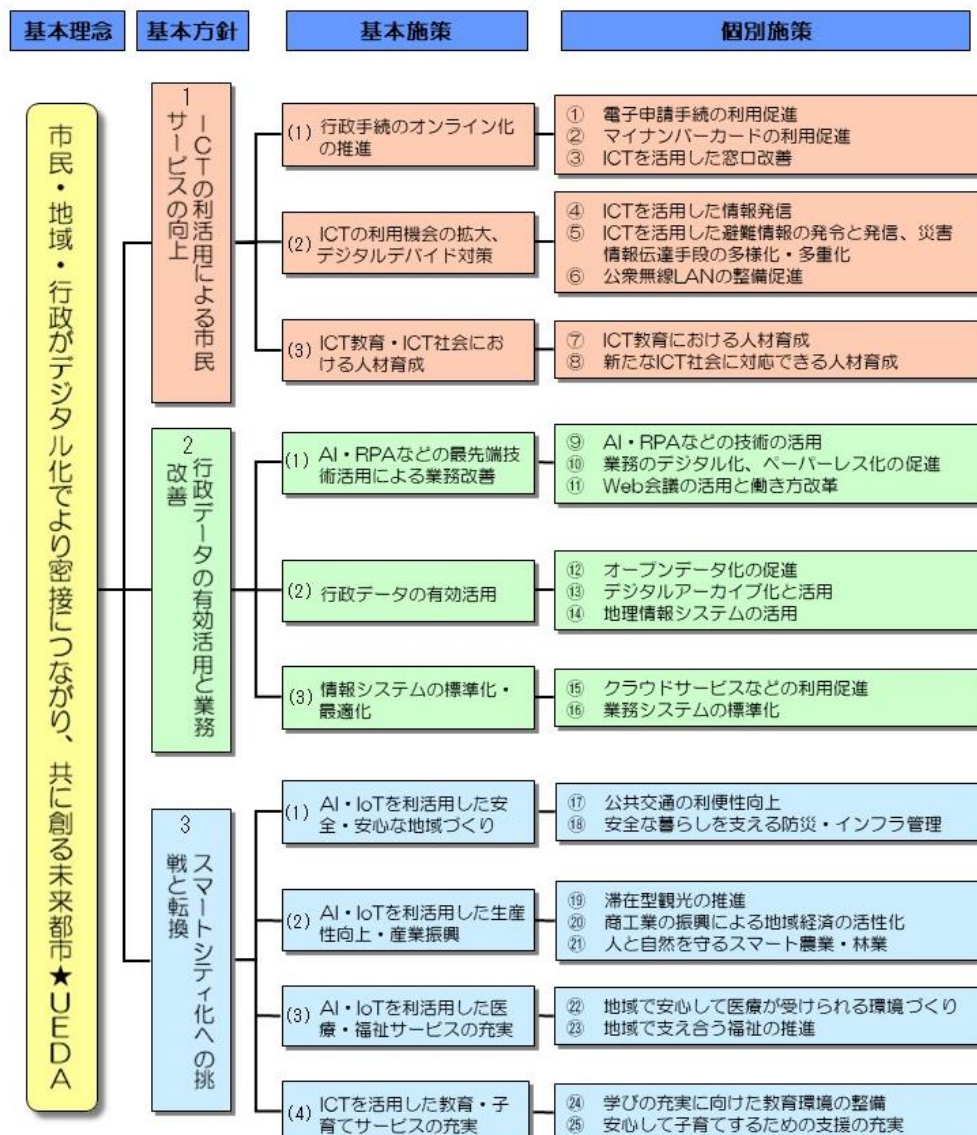 基本理念
基本方針
基本施策
個別施策
市民・地域・行政がデジタル化でより密接につながり、共に創る未来都市★UEDA
1
ICTの利活用による市民
サービスの向上
(1) 行政手続のオンライン化
の推進
① 電子申請手続の利用促進
② マイナンバーカードの利用促進
③ ICTを活用した窓口改善
(2) ICTの利用機会の拡大、
デジタルデバイド対策
④ ICTを活用した情報発信
⑤ ICTを活用した避難情報の発令と発信、災害
情報伝達手段の多様化・多重化
⑥ 公衆無線LANの整備促進
(3) ICT教育・ICT社会にお
ける人材育成
⑦ ICT教育における人材育成
⑧ 新たなICT社会に対応できる人材育成
2
行政データの有効活用と業務
改善
(1) AI・RPAなどの最先端技
術活用による業務改善
⑨ AI・RPAなどの技術の活用
⑩ 業務のデジタル化、ペーパーレス化の促進
⑪ Web会議の活用と働き方改革
(2) 行政データの有効活用
⑫ オープンデータ化の促進
⑬ デジタルアーカイブ化と活用
⑭ 地理情報システムの活用
(3) 情報システムの標準化・
最適化
⑮ クラウドサービスなどの利用促進
⑯ 業務システムの標準化
3
スマートシティ化への挑
戦と転換
(1) AI・IoTを利活用した安
全・安心な地域づくり
⑰ 公共交通の利便性向上
⑱ 安全な暮らしを支える防災・インフラ管理
(2) AI・IoTを利活用した生産
性向上・産業振興
⑲ 滞在型観光の推進
⑳ 商工業の振興による地域経済の活性化
㉑ 人と自然を守るスマート農業・林業
(3) AI・IoTを利活用した医
療・福祉サービスの充実
㉒ 地域で安心して医療が受けられる環境づくり
㉓ 地域で支え合う福祉の推進
(4) ICTを活用した教育・子
育てサービスの充実
㉔ 学びの充実に向けた教育環境の整備
㉕ 安心して子育てするための支援の充実